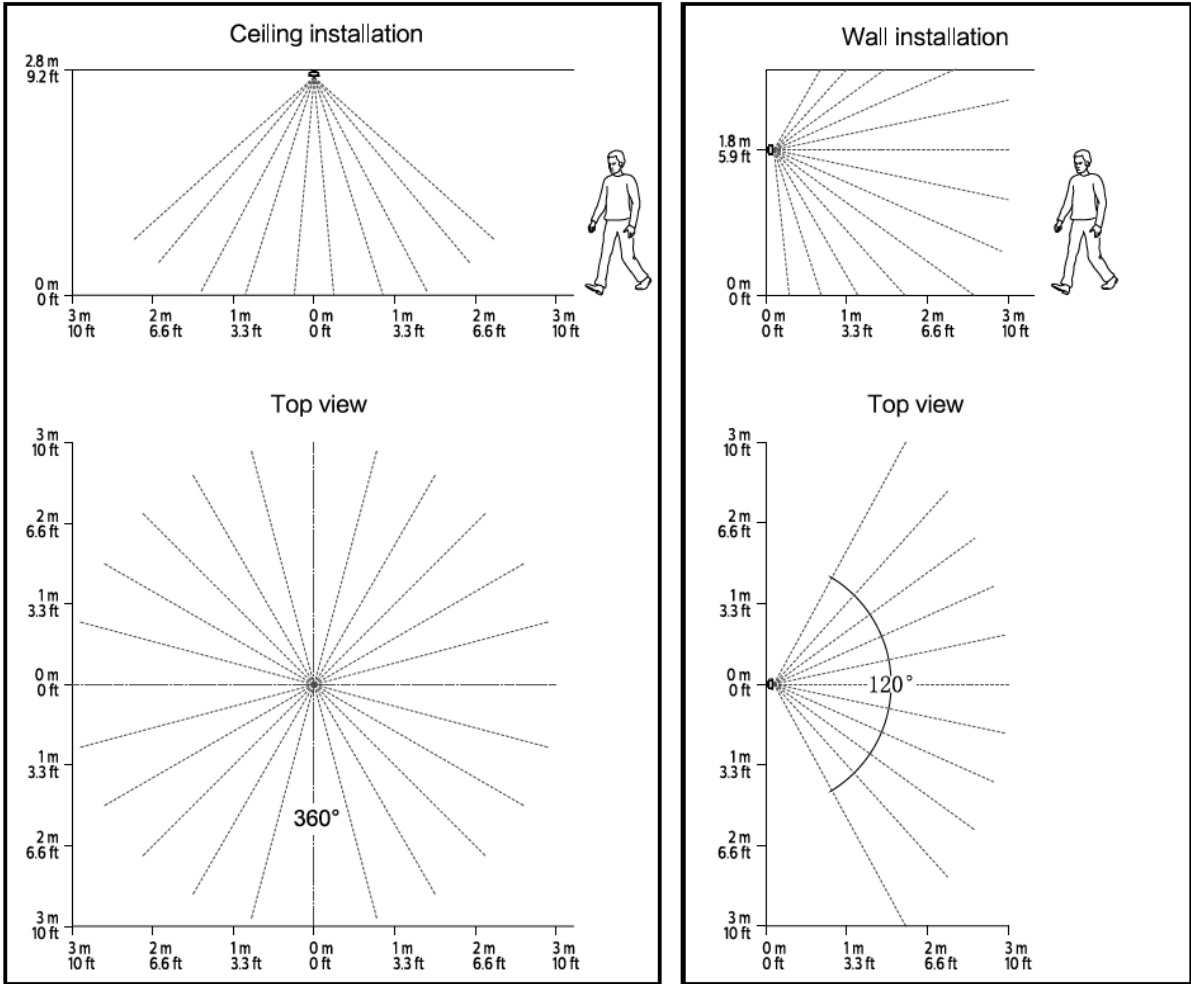 Ceiling installation
2.8 m
9.2 ft
0 m
0 ft
3 m
10 ft
2 m
6.6 ft
1 m
3.3 ft
0 m
0 ft
1 m
3.3 ft
2 m
6.6 ft
3 m
10 ft
Top view
3 m
10 ft
2 m
6.6 ft
1 m
3.3 ft
0 m
0 ft
1 m
3.3 ft
2 m
6.6 ft
3 m
10 ft
360°
3 m
10 ft
2 m
6.6 ft
1 m
3.3 ft
0 m
0 ft
1 m
3.3 ft
2 m
6.6 ft
3 m
10 ft
Wall installation
1.8 m
5.9 ft
0 m
0 ft
0 m
0 ft
1 m
3.3 ft
2 m
6.6 ft
3 m
10 ft
Top view
3 m
10 ft
2 m
6.6 ft
1 m
3.3 ft
0 m
0 ft
120°
1 m
3.3 ft
2 m
6.6 ft
3 m
10 ft
0 m
0 ft
1 m
3.3 ft
2 m
6.6 ft
3 m
10 ft